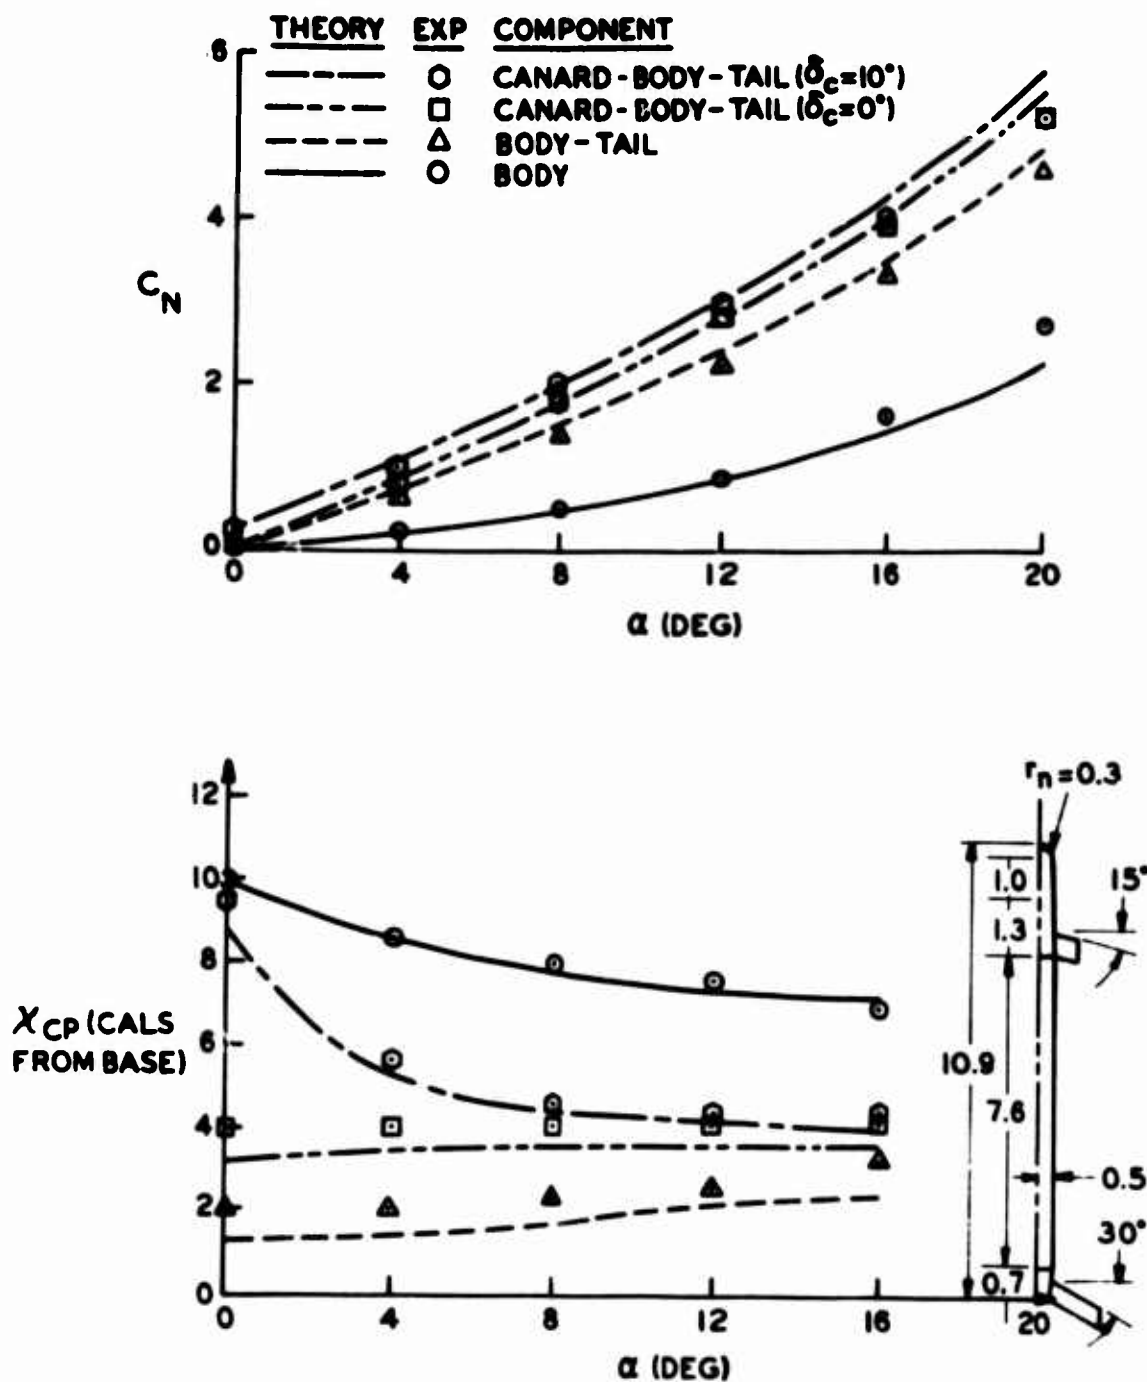 THEORY EXP COMPONENT
CANARD-BODY-TAIL (δc=10°)
CANARD-BODY-TAIL (δc=0°)
BODY-TAIL
BODY
6
4
2
0
CN
0 4 8 12 16 20
α (DEG)
12
10
8
6
4
2
0
XCP (CALS
FROM BASE)
0 4 8 12 16 20
α (DEG)
rn=0.3
1.0
15°
1.3
10.9
7.6
0.5
30°
0.7